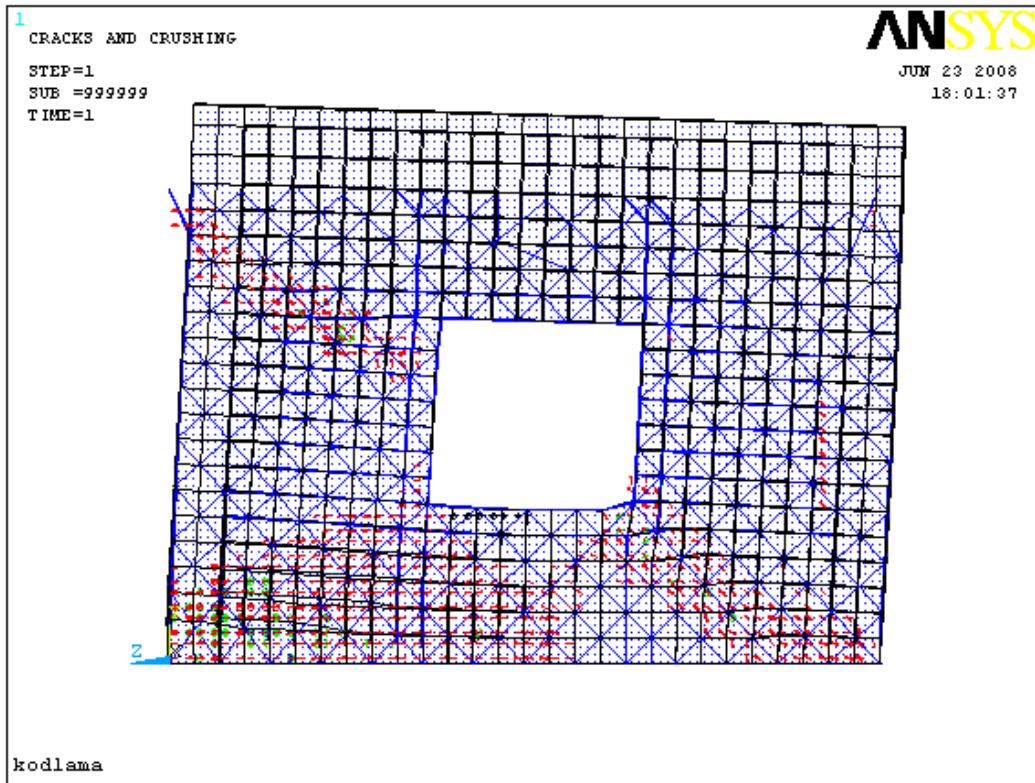 1
CRACKS AND CRUSHING
STEP=1
SUB =999999
TIME=1
ANSYS
JUN 23 2008
18:01:37
Z
X
kodlama